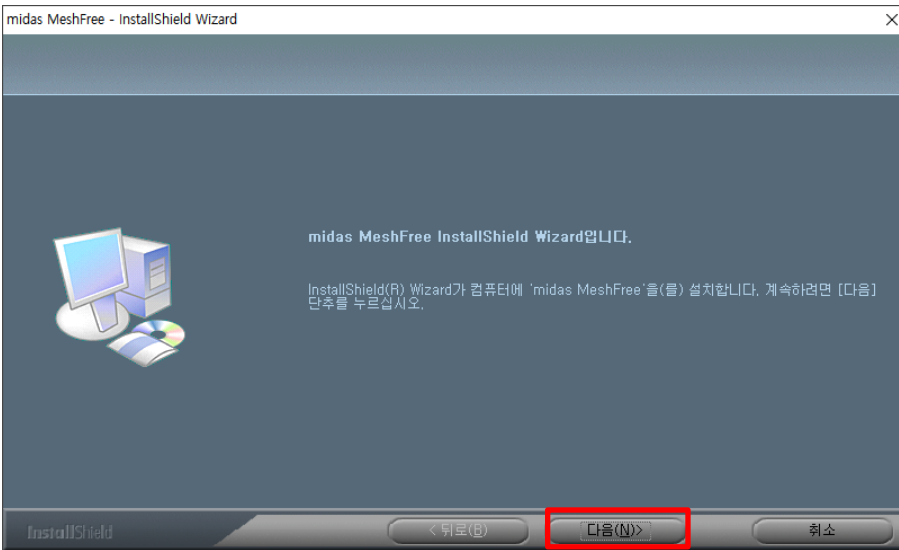 midas MeshFree - InstallShield Wizard
midas MeshFree InstallShield Wizard입니다.
InstallShield(R) Wizard가 컴퓨터에 'midas MeshFree'을(를) 설치합니다. 계속하려면 [다음]
단추를 누르십시오.
InstallShield
< 뒤로(B)
다음(N)>
취소